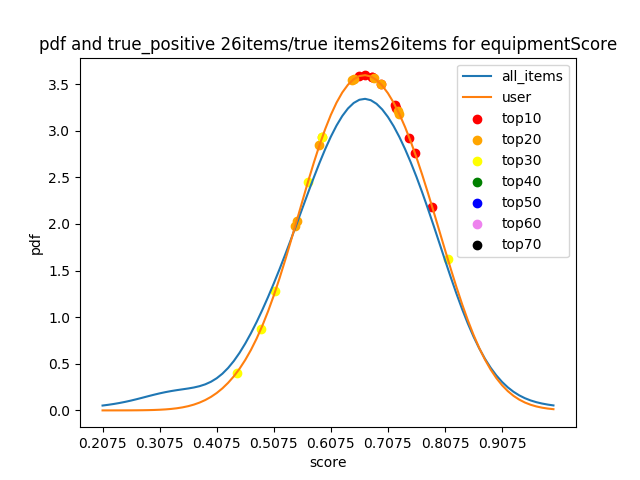 pdf and true_positive 26items/true items26items for equipmentScore
all_items
user
top10
top20
top30
top40
top50
top60
top70
pdf
3.5
3.0
2.5
2.0
1.5
1.0
0.5
0.0
0.2075 0.3075 0.4075 0.5075 0.6075 0.7075 0.8075 0.9075
score